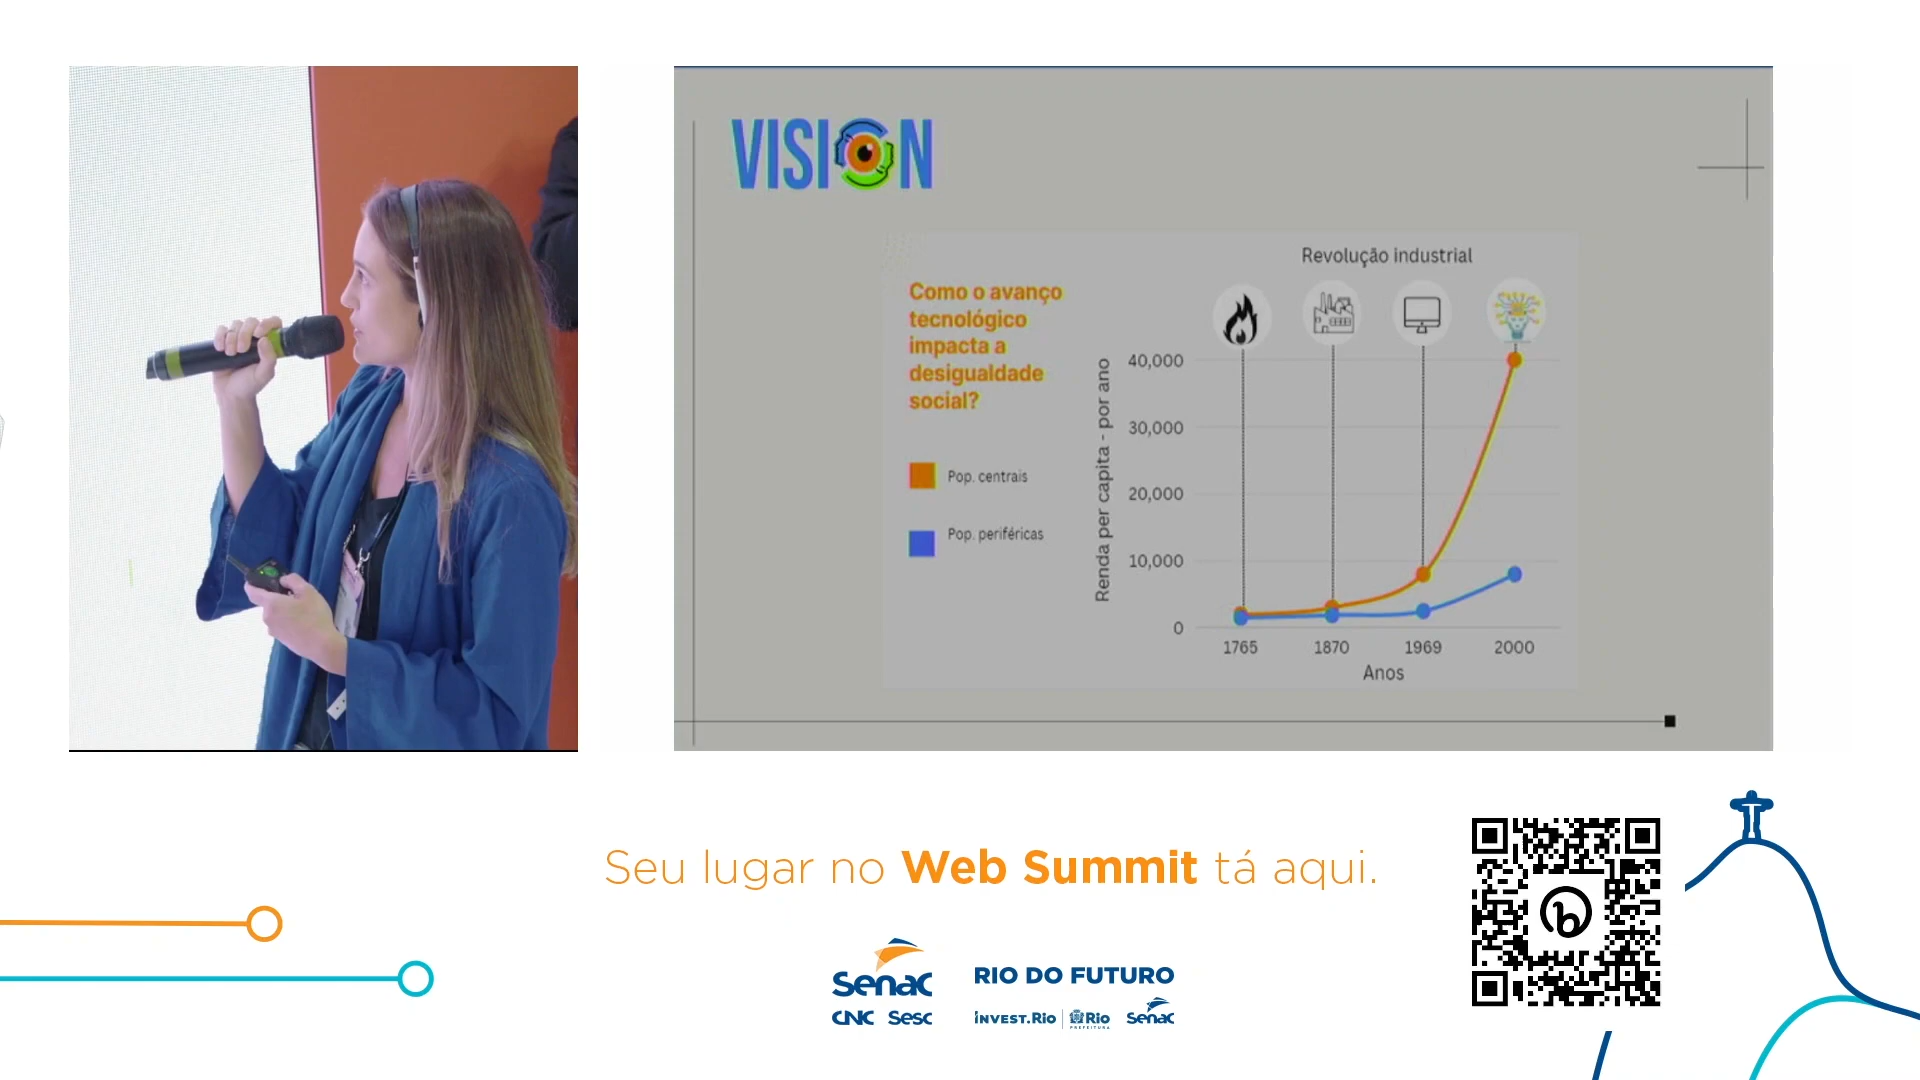 VISION
Revolução industrial
Como o avanço
tecnológico
impacta a
desigualdade
social?
Pop. centrais
Pop. periféricas
Renda per capita - por ano
40,000
30,000
20,000
10,000
0
1765 1870 1969 2000
Anos
Seu lugar no Web Summit tá aqui.
Senac
CNC Sesc
RIO DO FUTURO
INVEST.Rio Rio PREFEITURA Senac
b